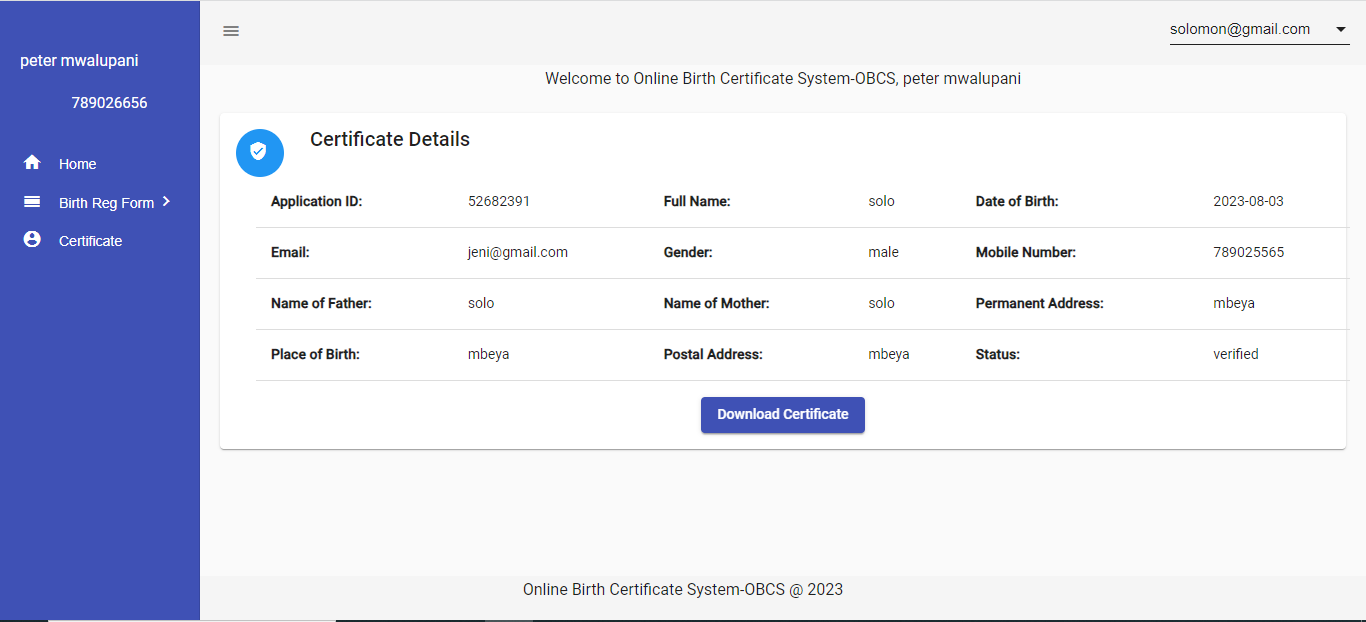 peter mwalupani
789026656
Home
Birth Reg Form
Certificate
solomon@gmail.com
Welcome to Online Birth Certificate System-OBCS, peter mwalupani
Certificate Details
Application ID: 52682391 Full Name: solo Date of Birth: 2023-08-03
Email: jeni@gmail.com Gender: male Mobile Number: 789025565
Name of Father: solo Name of Mother: solo Permanent Address: mbeya
Place of Birth: mbeya Postal Address: mbeya Status: verified
Download Certificate
Online Birth Certificate System-OBCS @ 2023